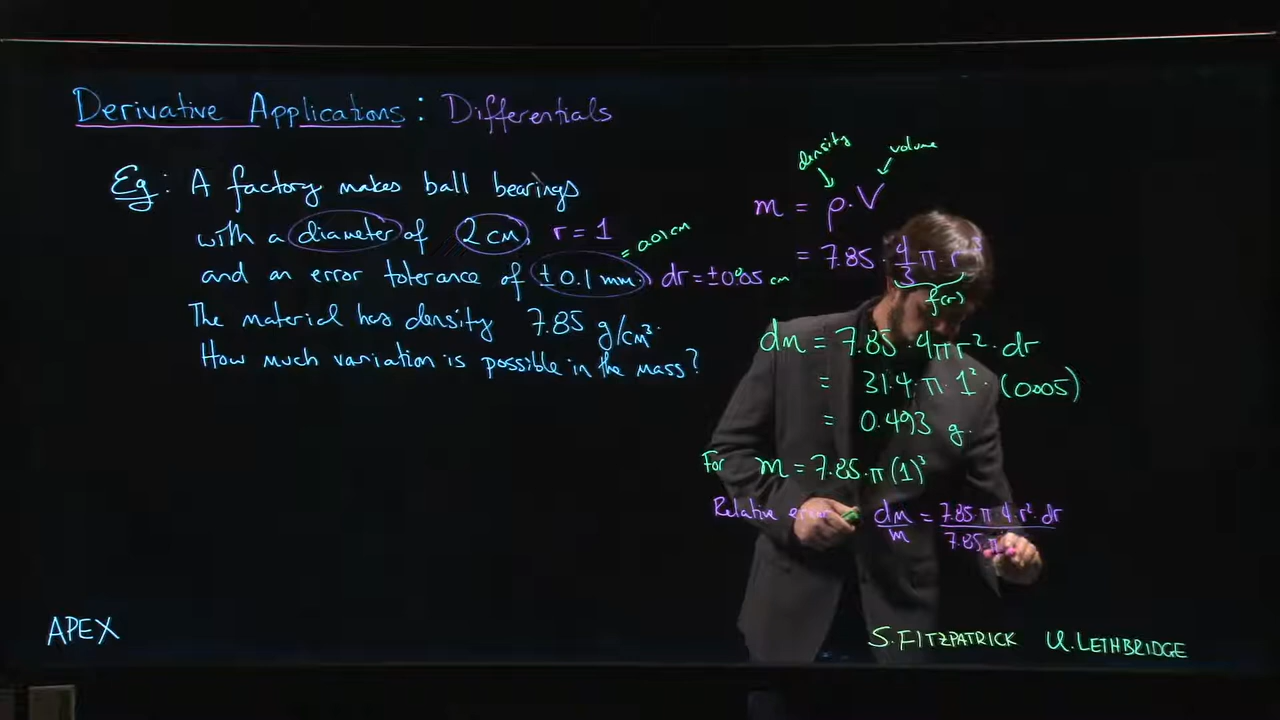 Derivative Applications: Differentials
Eg: A factory makes ball bearings
with a diameter of 2 cm, r = 1
and an error tolerance of ± 0.1 mm. = 0.01 cm dr = ± 0.005 cm
The material has density 7.85 g/cm³.
How much variation is possible in the mass?
density volume
m = ρ · V
= 7.85 · 4/3 π · r³
f(r)
dm = 7.85 · 4πr² · dr
= 31.4 · π · 1² · (0.005)
= 0.493 g.
For m = 7.85 · π (1)³
Relative error dm/m = 7.85 · π · 4 · r² · dr / 7.85 · π
APEX
S. FITZPATRICK U. LETHBRIDGE